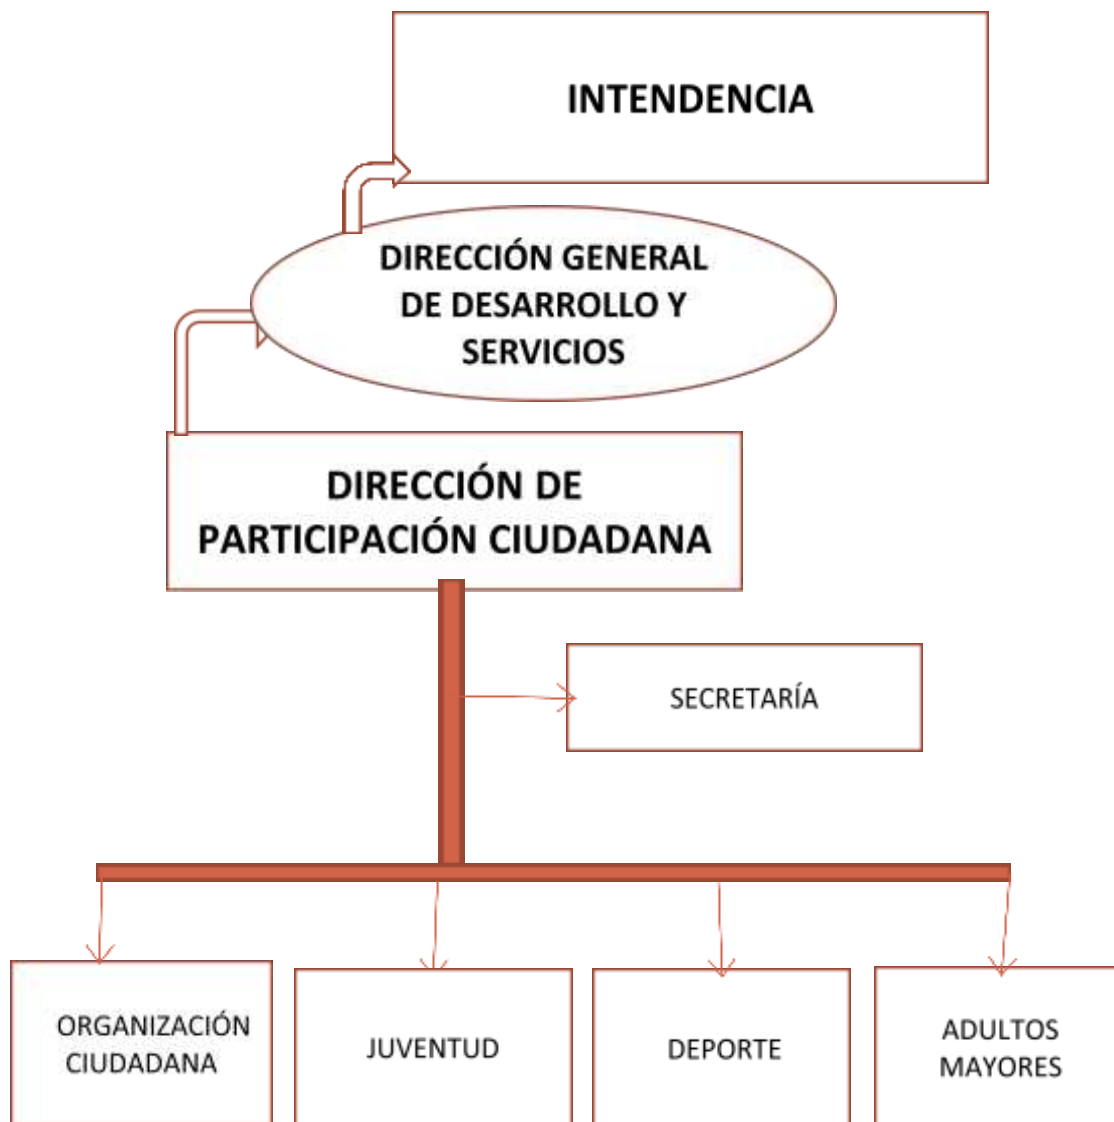 INTENDENCIA
DIRECCIÓN GENERAL
DE DESARROLLO Y
SERVICIOS
DIRECCIÓN DE
PARTICIPACIÓN CIUDADANA
SECRETARÍA
ORGANIZACIÓN
CIUDADANA
JUVENTUD
DEPORTE
ADULTOS
MAYORES